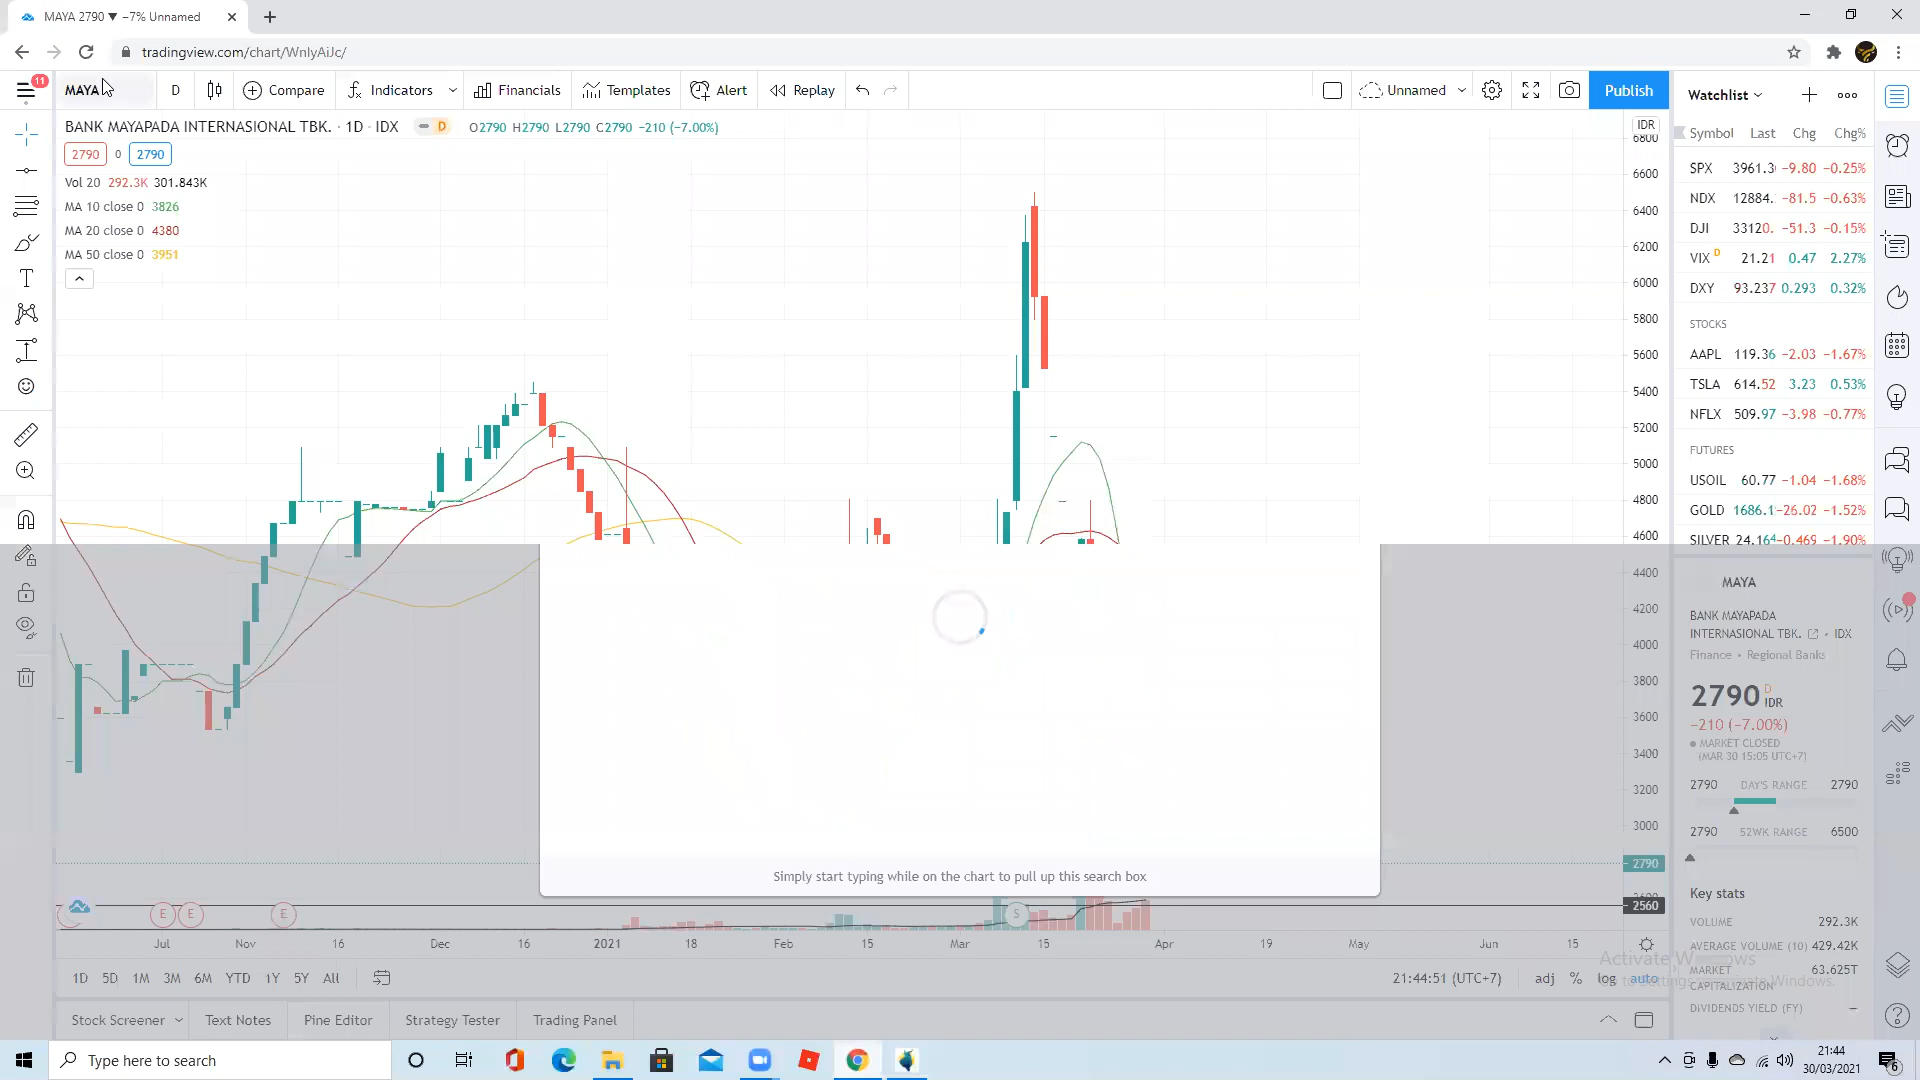 MAYA 2790 ▼ −7% Unnamed
tradingview.com/chart/WnlyAiJc/
11
MAYA D Compare Indicators Financials Templates Alert Replay Unnamed Publish
BANK MAYAPADA INTERNASIONAL TBK. · 1D · IDX D O2790 H2790 L2790 C2790 −210 (−7.00%)
2790 0 2790
Vol 20 292.3K 301.843K
MA 10 close 0 3826
MA 20 close 0 4380
MA 50 close 0 3951
IDR
6800
6600
6400
6200
6000
5800
5600
5400
5200
5000
4800
4600
4400
4200
4000
3800
3600
3400
3200
3000
2790
2560
Simply start typing while on the chart to pull up this search box
E E E S
Jul Nov 16 Dec 16 2021 18 Feb 15 Mar 15 Apr 19 May Jun 15
1D 5D 1M 3M 6M YTD 1Y 5Y All
21:44:51 (UTC+7) adj % log auto
Stock Screener Text Notes Pine Editor Strategy Tester Trading Panel
Watchlist
Symbol Last Chg Chg%
SPX 3961.3 −9.80 −0.25%
NDX 12884. −81.5 −0.63%
DJI 33120. −51.3 −0.15%
VIX D 21.21 0.47 2.27%
DXY 93.237 0.293 0.32%
STOCKS
AAPL 119.36 −2.03 −1.67%
TSLA 614.52 3.23 0.53%
NFLX 509.97 −3.98 −0.77%
FUTURES
USOIL 60.77 −1.04 −1.68%
GOLD 1686.1 −26.02 −1.52%
SILVER 24.164 −0.469 −1.90%
MAYA
BANK MAYAPADA
INTERNASIONAL TBK. • IDX
Finance • Regional Banks
2790 D IDR
−210 (−7.00%)
MARKET CLOSED
(MAR 30 15:05 UTC+7)
2790 DAY'S RANGE 2790
2790 52WK RANGE 6500
Key stats
VOLUME 292.3K
AVERAGE VOLUME (10) 429.42K
MARKET CAPITALIZATION 63.625T
DIVIDENDS YIELD (FY) —
Activate Windows
Go to Settings to activate Windows.
Type here to search
21:44
30/03/2021
6